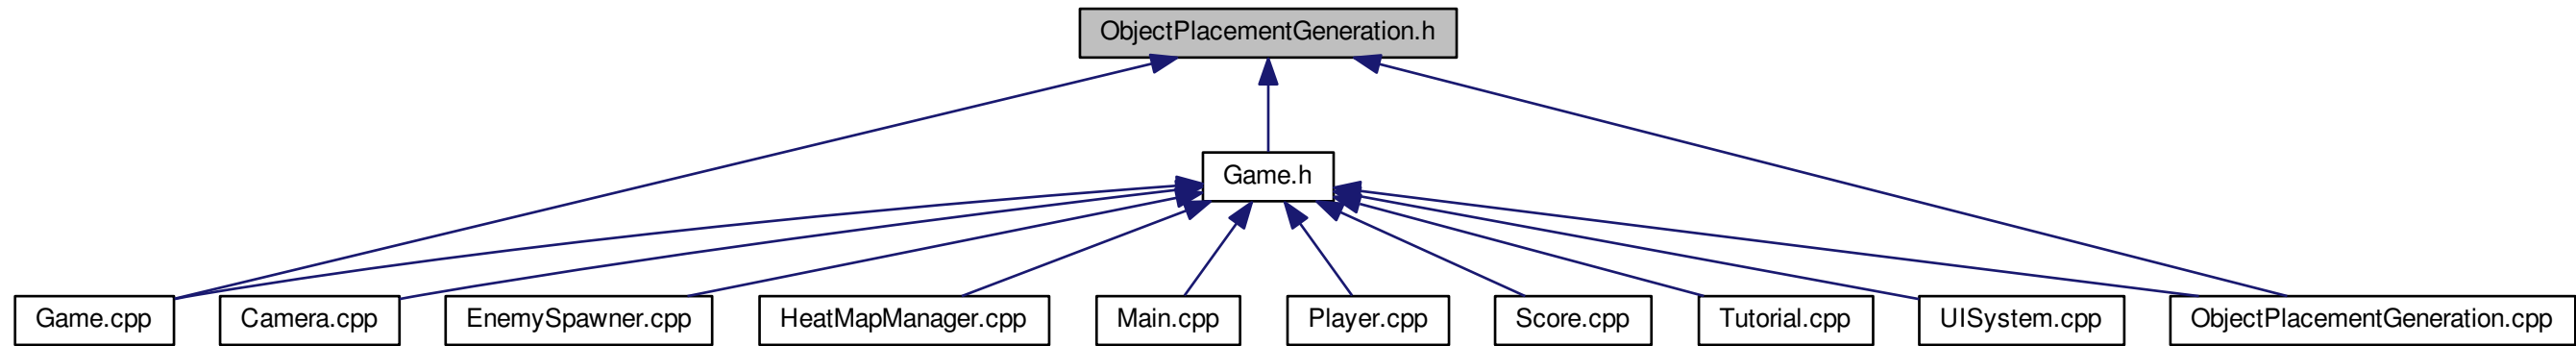 ObjectPlacementGeneration.h
Game.h
Game.cpp
Camera.cpp
EnemySpawner.cpp
HeatMapManager.cpp
Main.cpp
Player.cpp
Score.cpp
Tutorial.cpp
UISystem.cpp
ObjectPlacementGeneration.cpp